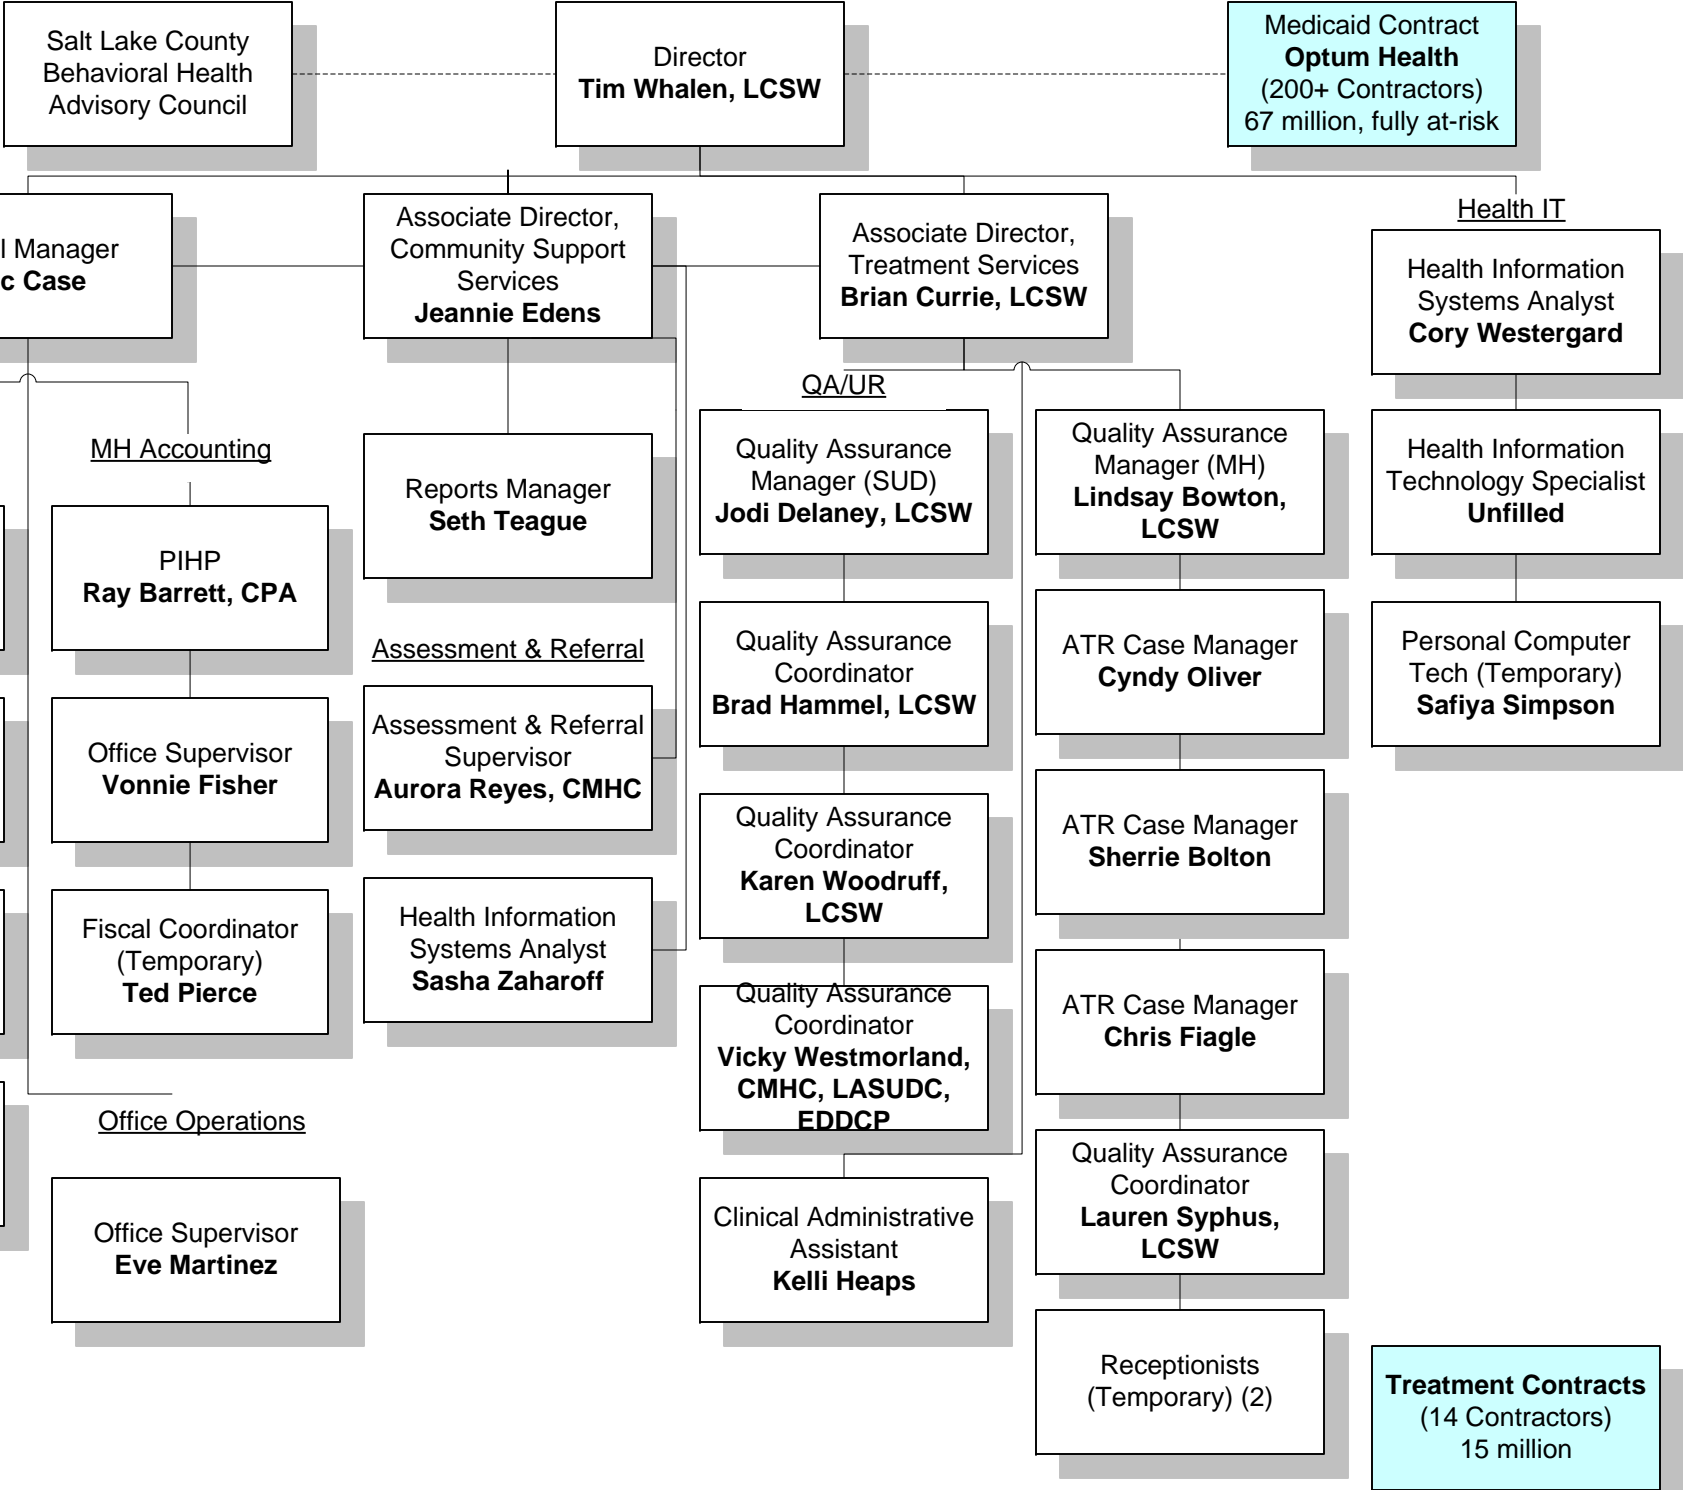 Salt Lake County
Behavioral Health
Advisory Council
Director
Tim Whalen, LCSW
Medicaid Contract
Optum Health
(200+ Contractors)
67 million, fully at-risk
l Manager
c Case
Associate Director,
Community Support
Services
Jeannie Edens
Associate Director,
Treatment Services
Brian Currie, LCSW
Health IT
Health Information
Systems Analyst
Cory Westergard
MH Accounting
PIHP
Ray Barrett, CPA
Office Supervisor
Vonnie Fisher
Fiscal Coordinator
(Temporary)
Ted Pierce
Office Operations
Office Supervisor
Eve Martinez
Reports Manager
Seth Teague
Assessment & Referral
Assessment & Referral
Supervisor
Aurora Reyes, CMHC
Health Information
Systems Analyst
Sasha Zaharoff
QA/UR
Quality Assurance
Manager (SUD)
Jodi Delaney, LCSW
Quality Assurance
Coordinator
Brad Hammel, LCSW
Quality Assurance
Coordinator
Karen Woodruff,
LCSW
Quality Assurance
Coordinator
Vicky Westmorland,
CMHC, LASUDC,
EDDCP
Clinical Administrative
Assistant
Kelli Heaps
Quality Assurance
Manager (MH)
Lindsay Bowton,
LCSW
ATR Case Manager
Cyndy Oliver
ATR Case Manager
Sherrie Bolton
ATR Case Manager
Chris Fiagle
Quality Assurance
Coordinator
Lauren Syphus,
LCSW
Receptionists
(Temporary) (2)
Health Information
Technology Specialist
Unfilled
Personal Computer
Tech (Temporary)
Safiya Simpson
Treatment Contracts
(14 Contractors)
15 million